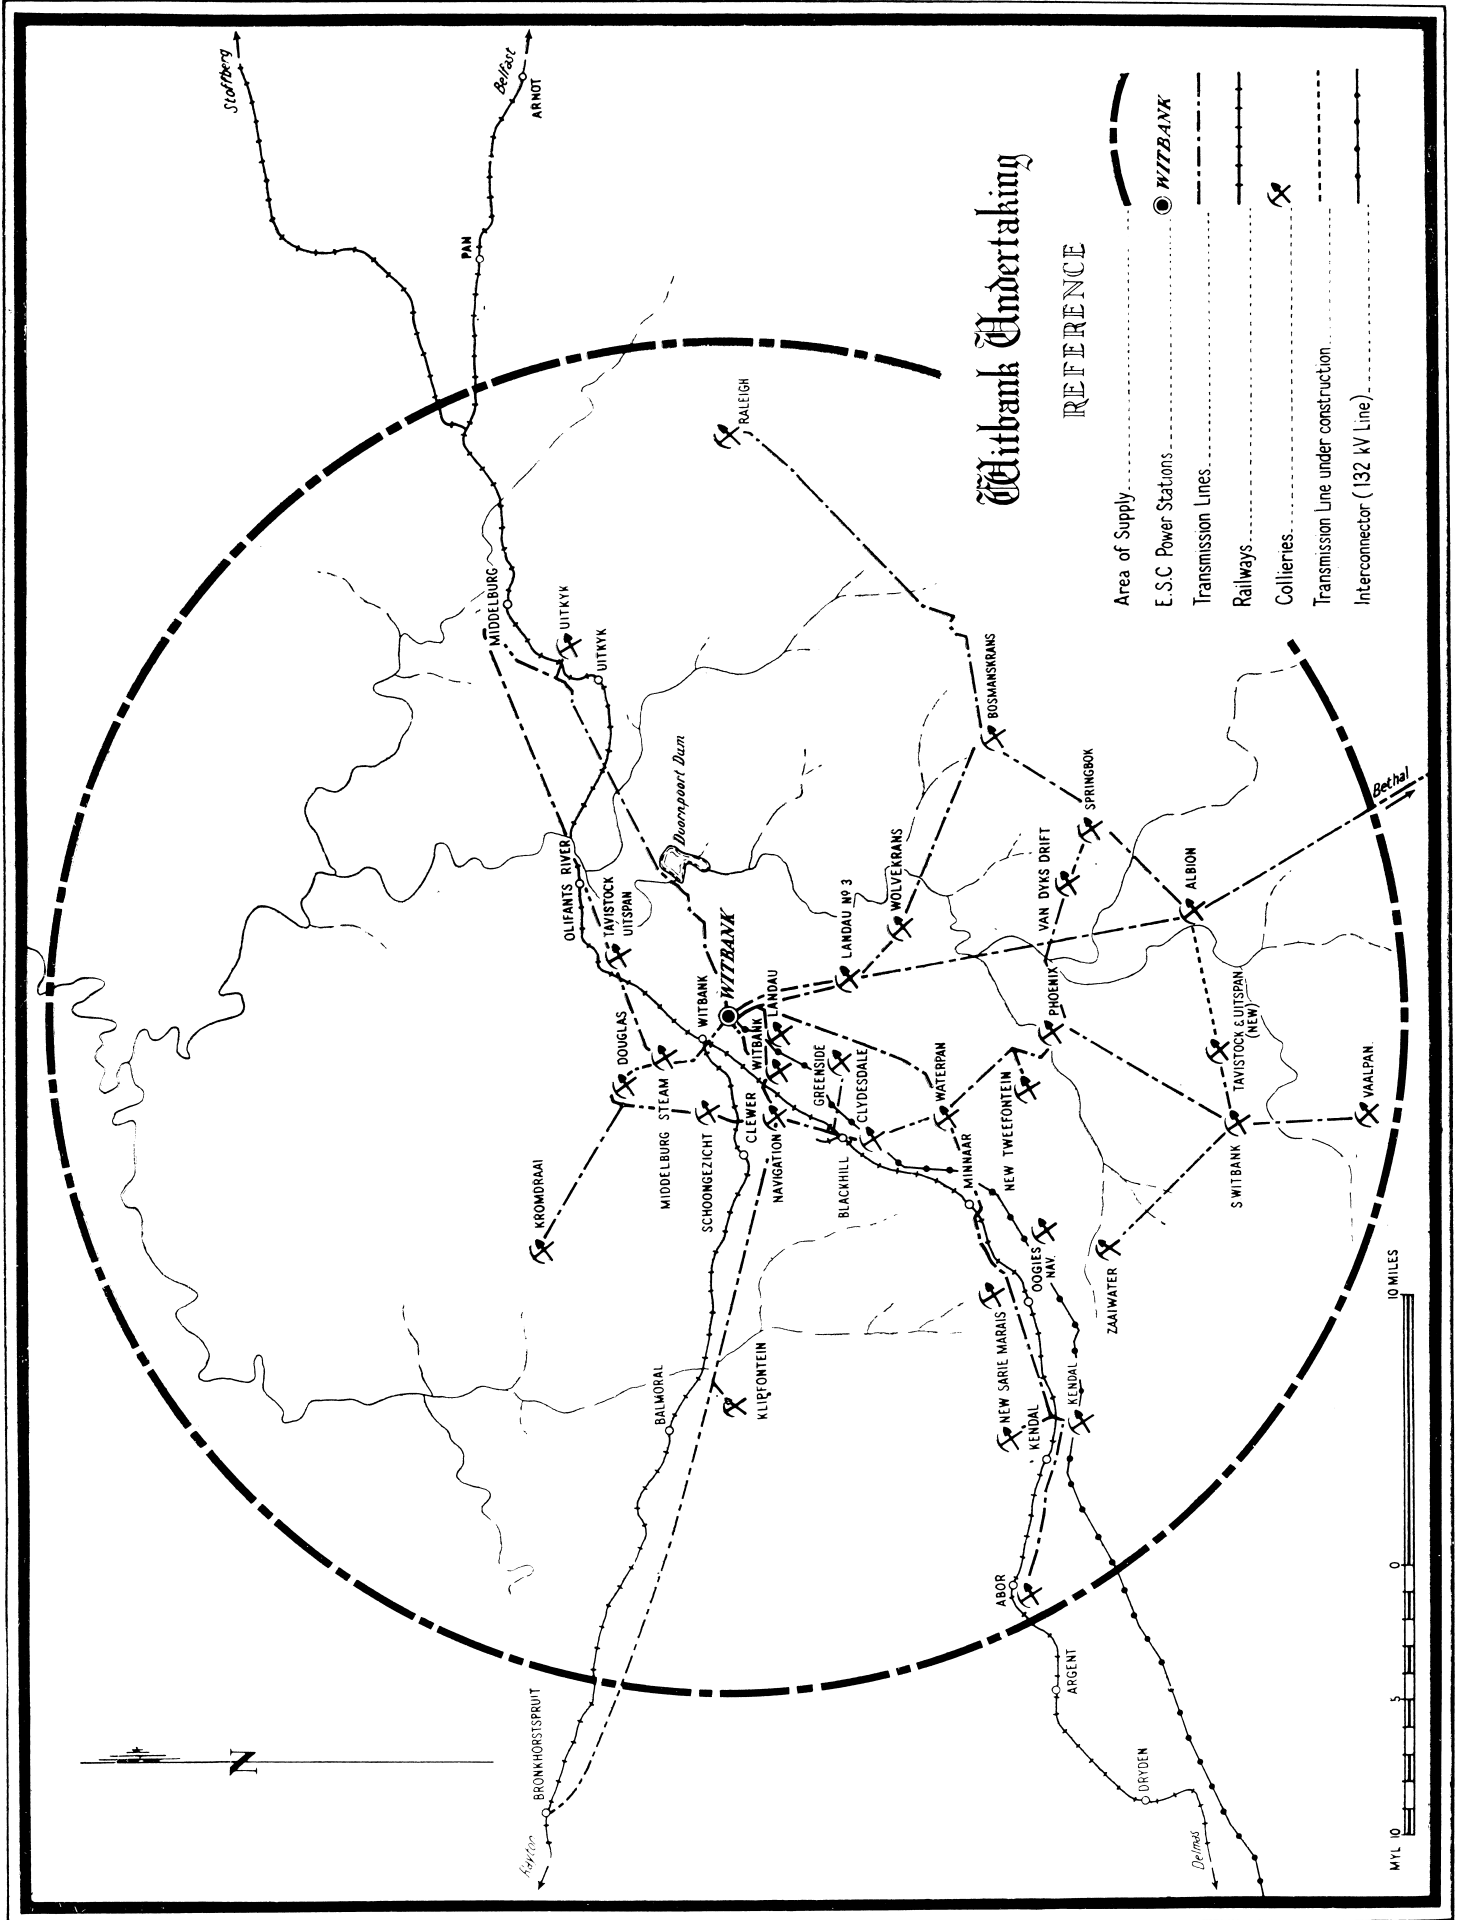 Witbank Undertaking
REFERENCE
Area of Supply
E.S.C Power Stations
WITBANK
Transmission Lines
Railways
Collieries
Transmission Line under construction
Interconnector (132 kV Line)
Stoffberg
Belfast
ARNOT
PAN
RALEIGH
MIDDELBURG
UITKYK
UITKYK
BOSMANSKRANS
SPRINGBOK
Bethal
Doornpoort Dam
OLIFANTS RIVER
TAVISTOCK
UITSPAN
WOLVEKRANS
VAN DYKS DRIFT
ALBION
LANDAU Nº 3
WITBANK
WITBANK
LANDAU
PHOENIX
DOUGLAS
WITBANK
GREENSIDE
CLYDESDALE
WATERPAN
TAVISTOCK & UITSPAN
(NEW)
VAALPAN
MIDDELBURG STEAM
CLEWER
NEW TWEEFONTEIN
KROMDRAAI
SCHOONGEZICHT
NAVIGATION
BLACKHILL
MINNAAR
SWITBANK
OOGIES
NAV.
ZAAIWATER
NEW SARIE MARAIS
BALMORAL
KLIPFONTEIN
KENDAL
KENDAL
ABOR
ARGENT
BRONKHORSTSPRUIT
DRYDEN
Rayton
Delmas
N
MYL 10
5
0
10 MILES